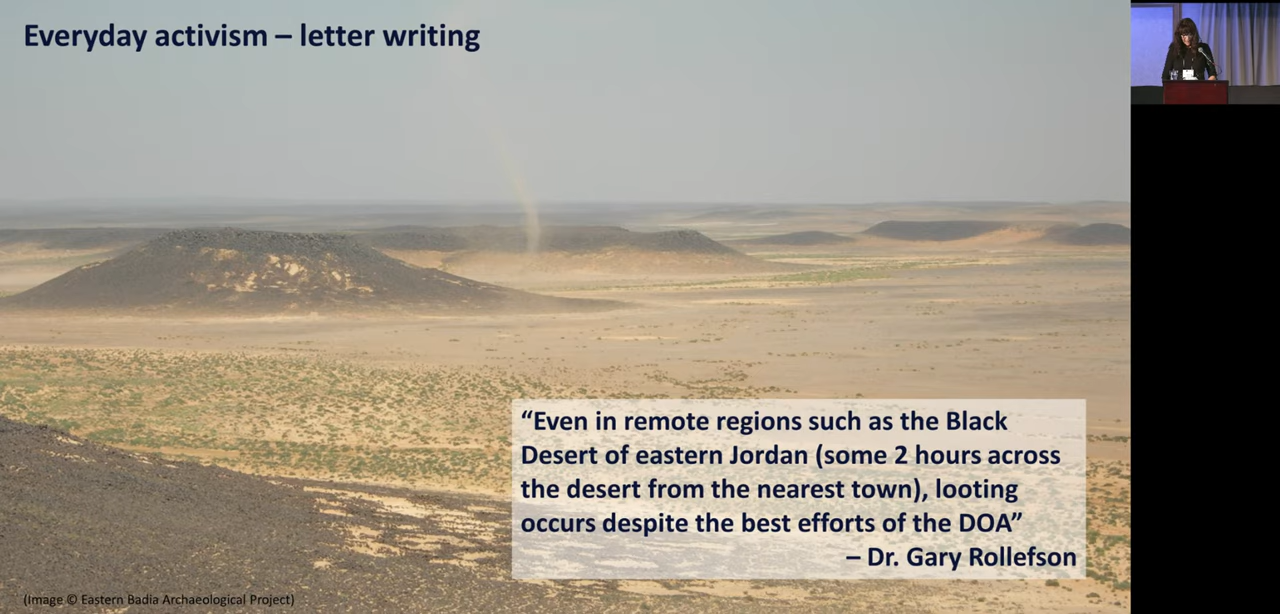 Everyday activism – letter writing
“Even in remote regions such as the Black
Desert of eastern Jordan (some 2 hours across
the desert from the nearest town), looting
occurs despite the best efforts of the DOA”
– Dr. Gary Rollefson
(Image © Eastern Badia Archaeological Project)